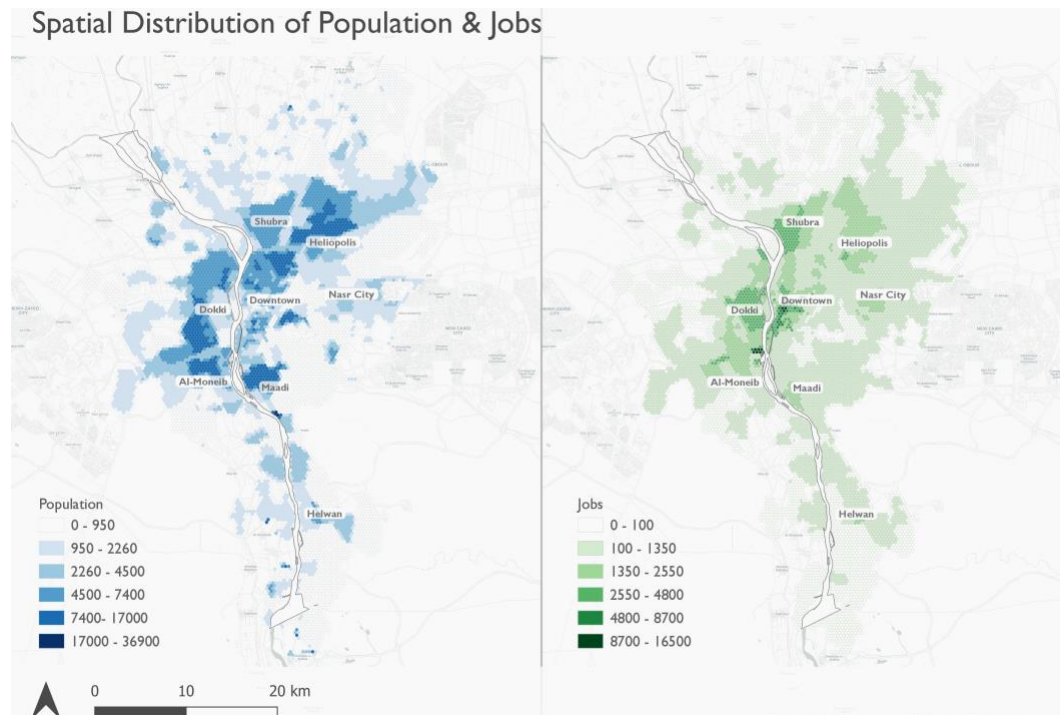 Spatial Distribution of Population & Jobs
Shubra
Heliopolis
Downtown
Nasr City
Dokki
Al-Moneib
Maadi
Helwan
Population
0 - 950
950 - 2260
2260 - 4500
4500 - 7400
7400- 17000
17000 - 36900
0 10 20 km
Shubra
Heliopolis
Downtown
Nasr City
Dokki
Al-Moneib
Maadi
Helwan
Jobs
0 - 100
100 - 1350
1350 - 2550
2550 - 4800
4800 - 8700
8700 - 16500